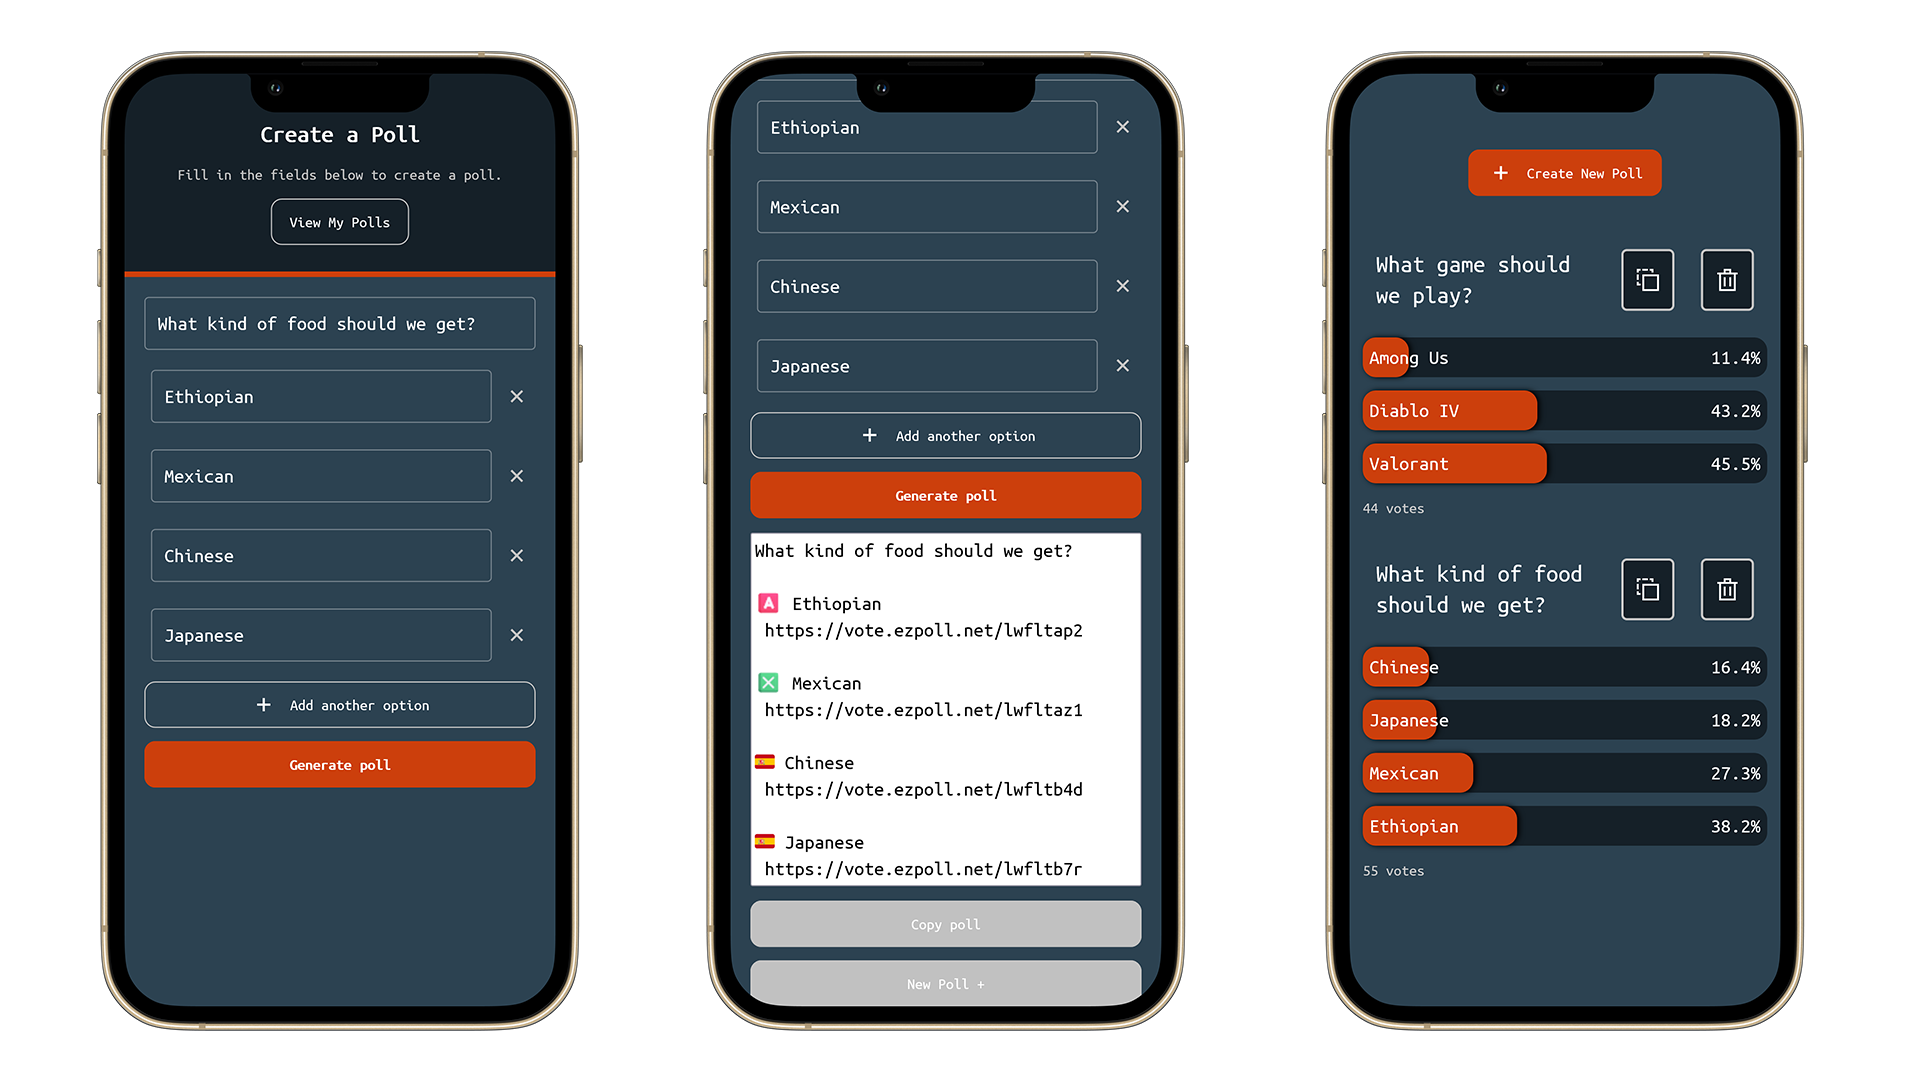 Create a Poll
Fill in the fields below to create a poll.
View My Polls
What kind of food should we get?
Ethiopian
Mexican
Chinese
Japanese
+ Add another option
Generate poll
Ethiopian
Mexican
Chinese
Japanese
+ Add another option
Generate poll
What kind of food should we get?
🅰 Ethiopian
https://vote.ezpoll.net/lwfltap2
❎ Mexican
https://vote.ezpoll.net/lwfltaz1
🇪🇸 Chinese
https://vote.ezpoll.net/lwfltb4d
🇪🇸 Japanese
https://vote.ezpoll.net/lwfltb7r
Copy poll
New Poll +
+ Create New Poll
What game should
we play?
Among Us 11.4%
Diablo IV 43.2%
Valorant 45.5%
44 votes
What kind of food
should we get?
Chinese 16.4%
Japanese 18.2%
Mexican 27.3%
Ethiopian 38.2%
55 votes